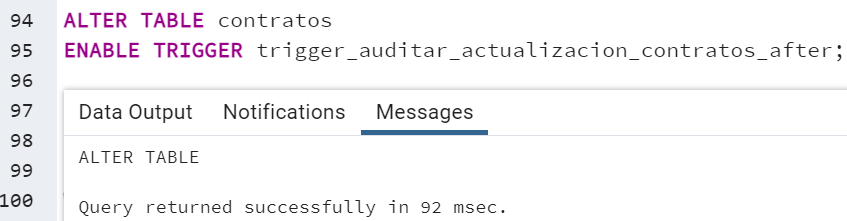 94 ALTER TABLE contratos
95 ENABLE TRIGGER trigger_auditar_actualizacion_contratos_after;
96
97 Data Output Notifications Messages
98
99 ALTER TABLE
100 Query returned successfully in 92 msec.